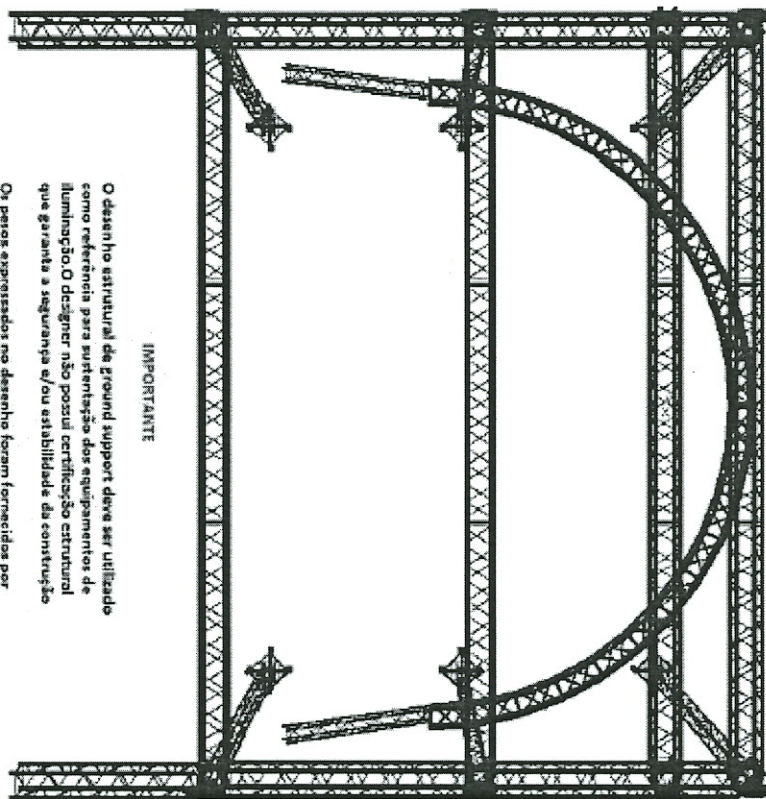 IMPORTANTE
O desenho estrutural de ground support deve ser utilizado
como referência para sustentação dos equipamentos de
iluminação.O designer não possui certificação estrutural
que garanta a segurança e/ou estabilidade da construção
Os pesos expressados no desenho foram fornecidos por